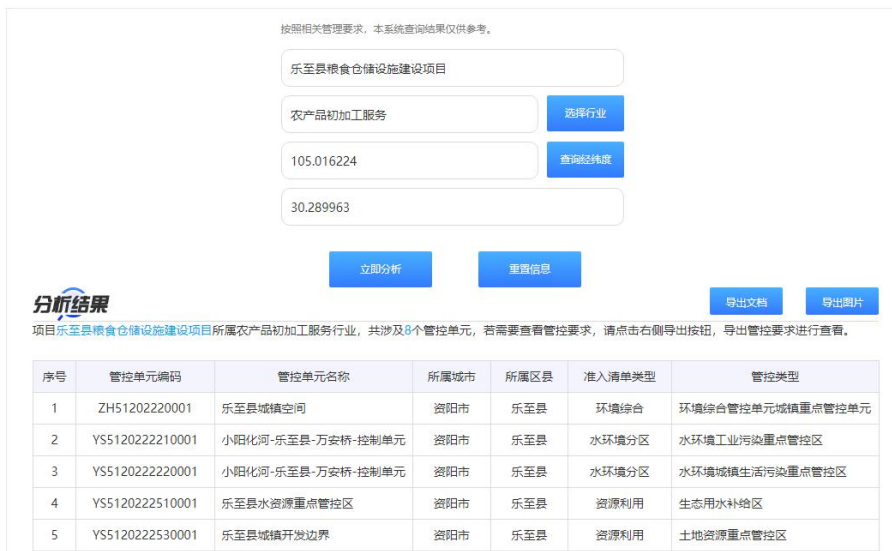 按照相关管理要求，本系统查询结果仅供参考。
乐至县粮食仓储设施建设项目
农产品初加工服务 选择行业
105.016224 查询经纬度
30.289963
立即分析 重置信息
分析结果 导出文档 导出图片
项目乐至县粮食仓储设施建设项目所属农产品初加工服务行业，共涉及8个管控单元，若需要查看管控要求，请点击右侧导出按钮，导出管控要求进行查看。
序号 管控单元编码 管控单元名称 所属城市 所属区县 准入清单类型 管控类型
1 ZH51202220001 乐至县城镇空间 资阳市 乐至县 环境综合 环境综合管控单元城镇重点管控单元
2 YS5120222210001 小阳化河-乐至县-万安桥-控制单元 资阳市 乐至县 水环境分区 水环境工业污染重点管控区
3 YS5120222220001 小阳化河-乐至县-万安桥-控制单元 资阳市 乐至县 水环境分区 水环境城镇生活污染重点管控区
4 YS5120222510001 乐至县水资源重点管控区 资阳市 乐至县 资源利用 生态用水补给区
5 YS5120222530001 乐至县城镇开发边界 资阳市 乐至县 资源利用 土地资源重点管控区